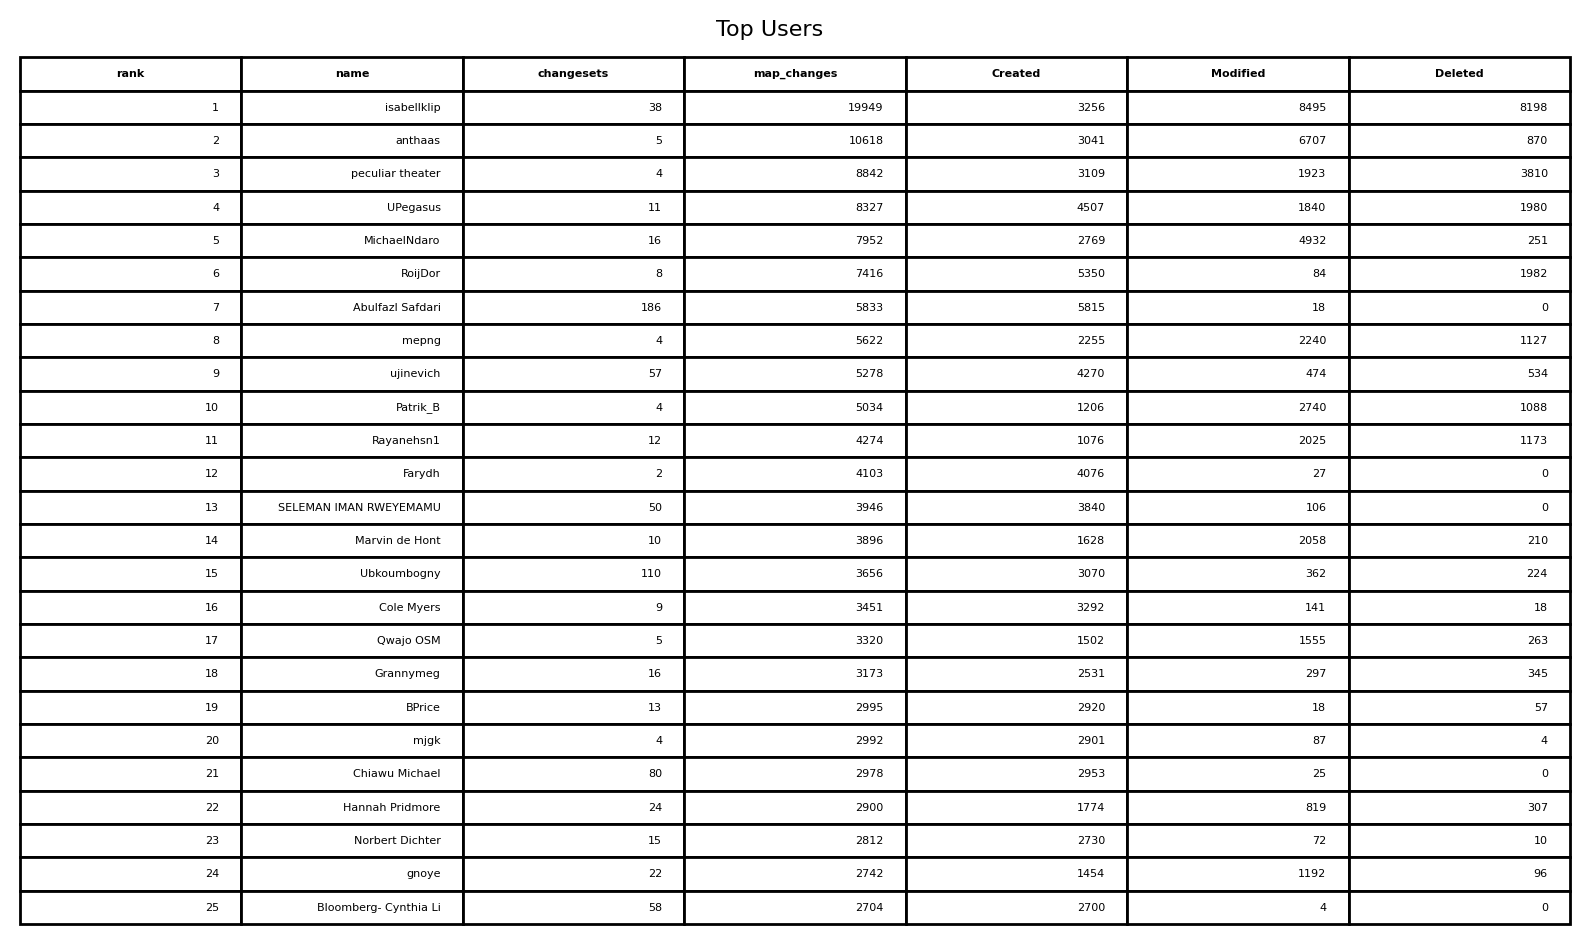 Top Users
rank name changesets map_changes Created Modified Deleted
1 isabellklip 38 19949 3256 8495 8198
2 anthaas 5 10618 3041 6707 870
3 peculiar theater 4 8842 3109 1923 3810
4 UPegasus 11 8327 4507 1840 1980
5 MichaelNdaro 16 7952 2769 4932 251
6 RoijDor 8 7416 5350 84 1982
7 Abulfazl Safdari 186 5833 5815 18 0
8 mepng 4 5622 2255 2240 1127
9 ujinevich 57 5278 4270 474 534
10 Patrik_B 4 5034 1206 2740 1088
11 Rayanehsn1 12 4274 1076 2025 1173
12 Farydh 2 4103 4076 27 0
13 SELEMAN IMAN RWEYEMAMU 50 3946 3840 106 0
14 Marvin de Hont 10 3896 1628 2058 210
15 Ubkoumbogny 110 3656 3070 362 224
16 Cole Myers 9 3451 3292 141 18
17 Qwajo OSM 5 3320 1502 1555 263
18 Grannymeg 16 3173 2531 297 345
19 BPrice 13 2995 2920 18 57
20 mjgk 4 2992 2901 87 4
21 Chiawu Michael 80 2978 2953 25 0
22 Hannah Pridmore 24 2900 1774 819 307
23 Norbert Dichter 15 2812 2730 72 10
24 gnoye 22 2742 1454 1192 96
25 Bloomberg- Cynthia Li 58 2704 2700 4 0